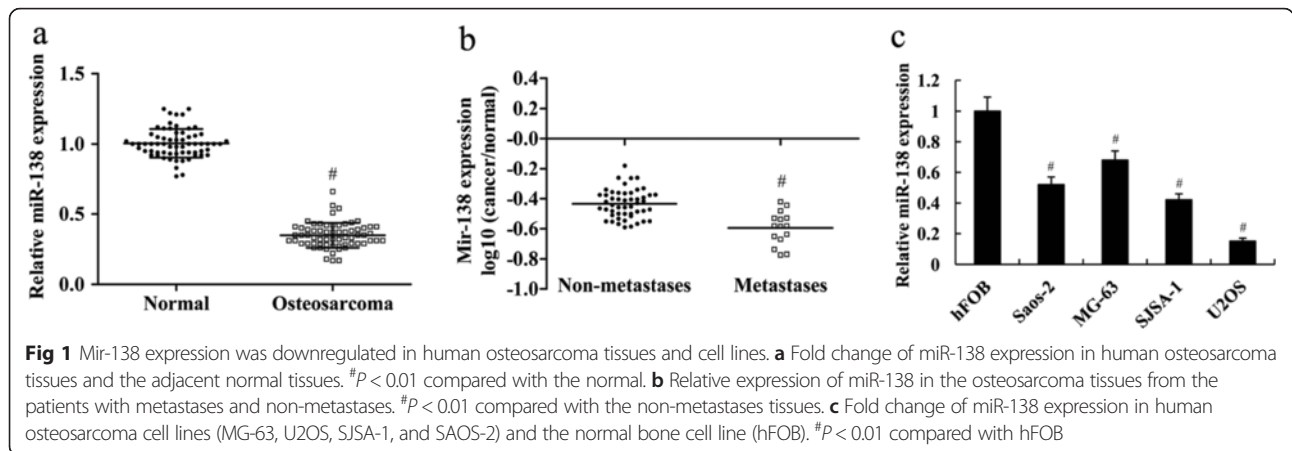 a
Relative miR-138 expression
1.5
1.0
0.5
0.0
#
Normal
Osteosarcoma
b
Mir-138 expression
log10 (cancer/normal)
0.4
0.2
-0.0
-0.2
-0.4
-0.6
-0.8
-1.0
#
Non-metastases
Metastases
c
Relative miR-138 expression
1.2
1
0.8
0.6
0.4
0.2
0
#
#
#
#
hFOB
Saos-2
MG-63
SJSA-1
U2OS
Fig 1 Mir-138 expression was downregulated in human osteosarcoma tissues and cell lines. a Fold change of miR-138 expression in human osteosarcoma
tissues and the adjacent normal tissues. #P < 0.01 compared with the normal. b Relative expression of miR-138 in the osteosarcoma tissues from the
patients with metastases and non-metastases. #P < 0.01 compared with the non-metastases tissues. c Fold change of miR-138 expression in human
osteosarcoma cell lines (MG-63, U2OS, SJSA-1, and SAOS-2) and the normal bone cell line (hFOB). #P < 0.01 compared with hFOB